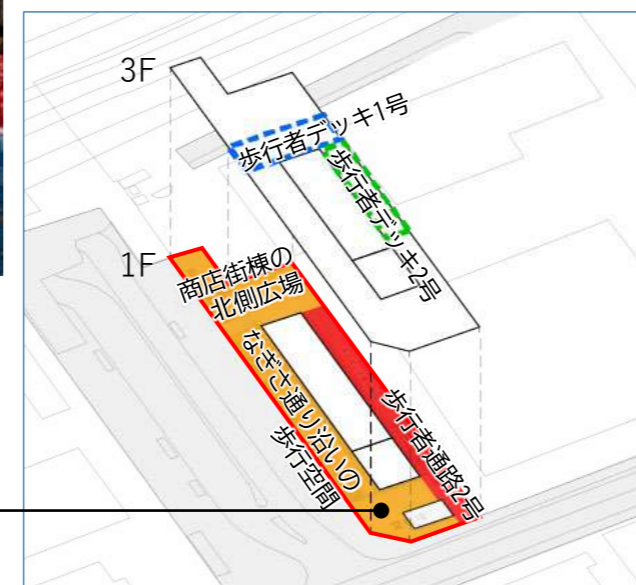 3F
歩行者デッキ1号
歩行者デッキ2号
1F
商店街棟の
北側広場
なぎさ通り沿いの
歩行空間
歩行者通路2号